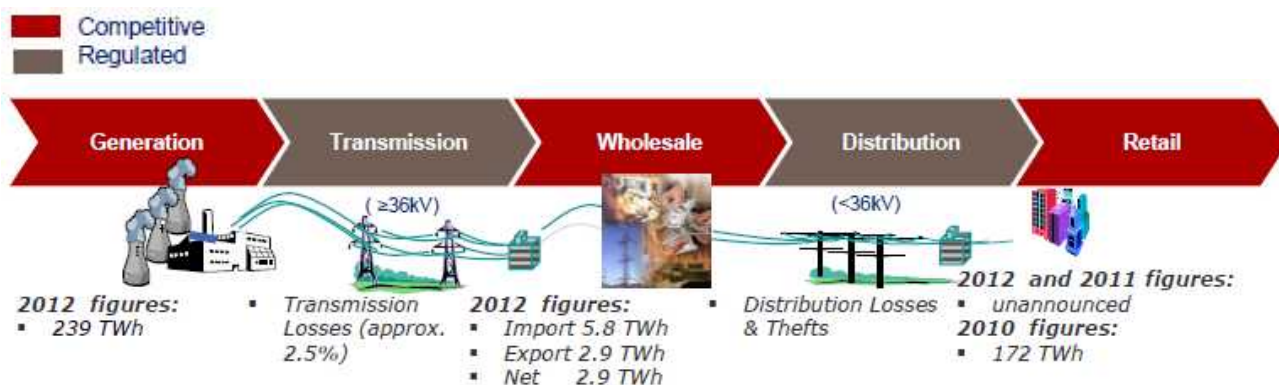 Competitive
Regulated
Generation
Transmission
Wholesale
Distribution
Retail
( ≥36kV)
(<36kV)
2012 figures:
▪ 239 TWh
▪ Transmission
Losses (approx.
2.5%)
2012 figures:
▪ Import 5.8 TWh
▪ Export 2.9 TWh
▪ Net 2.9 TWh
▪ Distribution Losses
& Thefts
2012 and 2011 figures:
▪ unannounced
2010 figures:
▪ 172 TWh